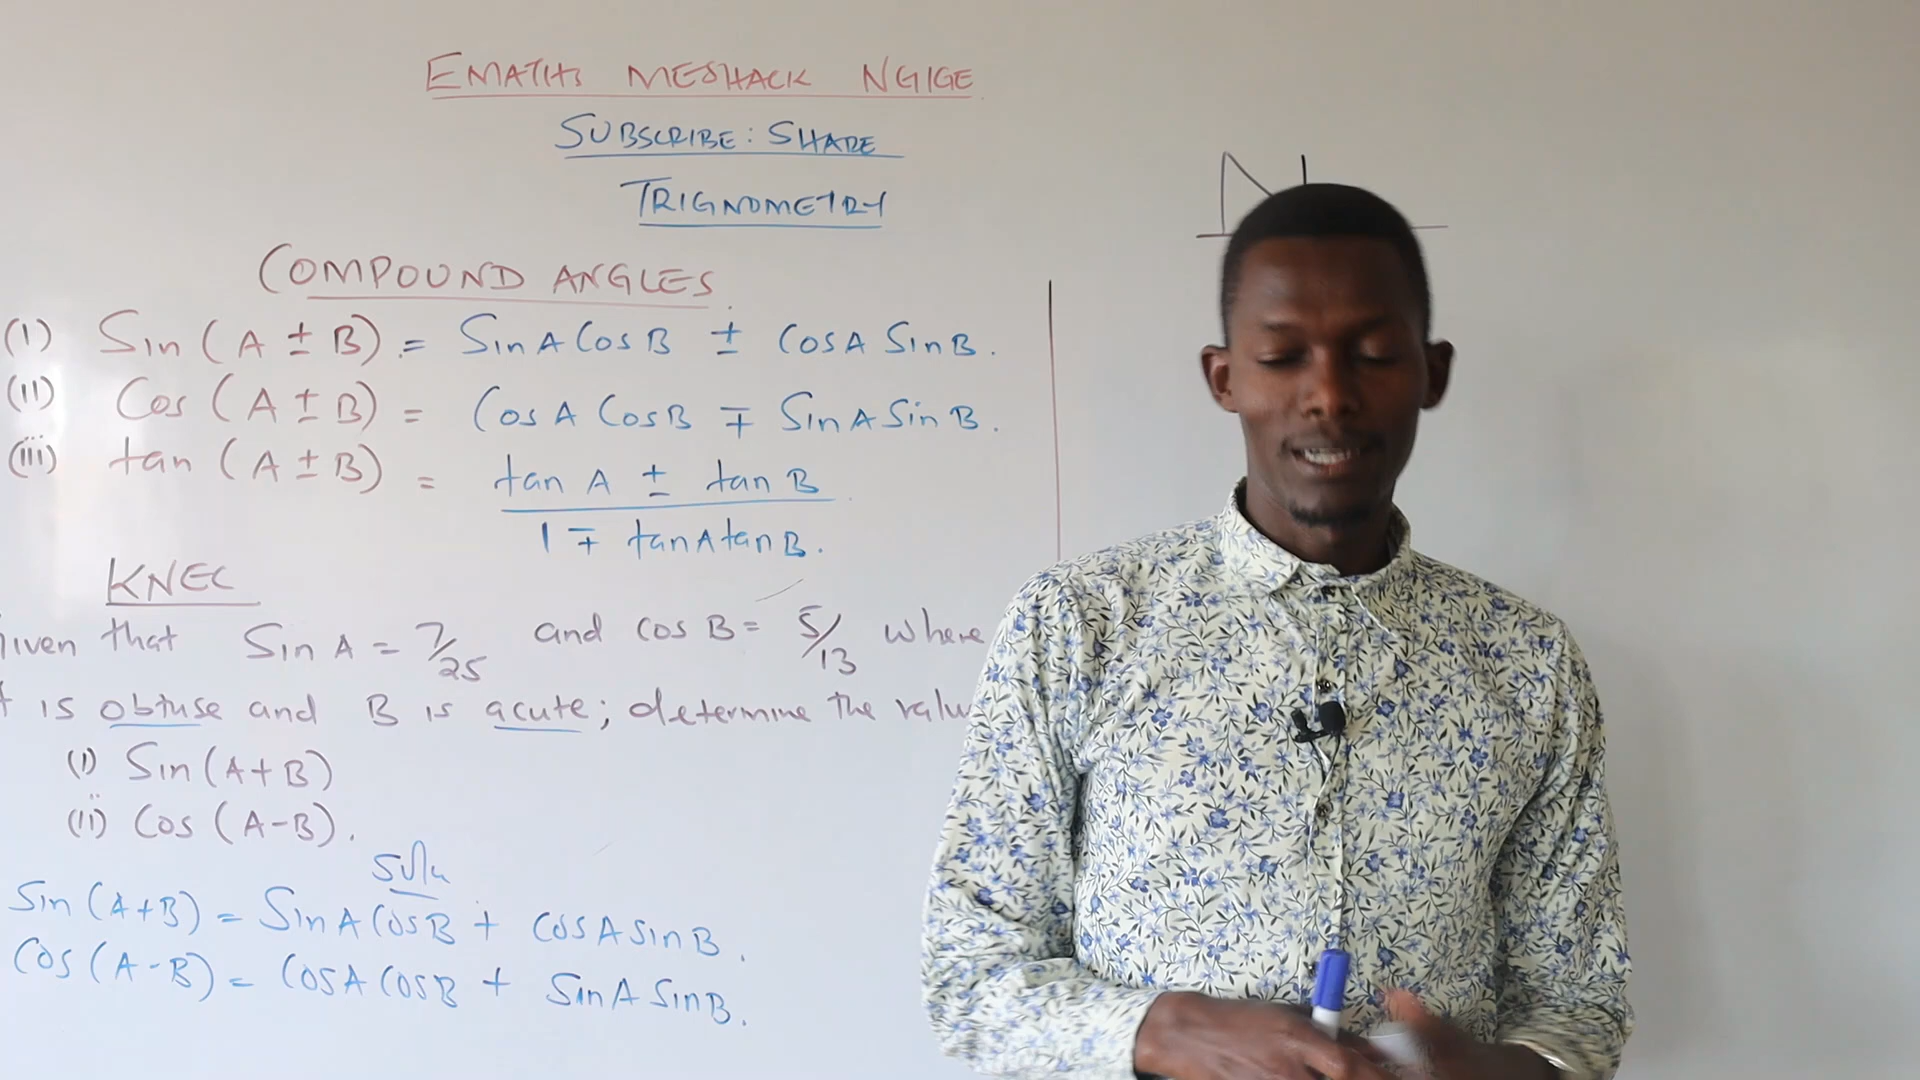 EMATHS MESHACK NGIGE
SUBSCRIBE: SHARE
TRIGNOMETRY
COMPOUND ANGLES
(i) Sin (A ± B) = Sin A Cos B ± Cos A Sin B.
(ii) Cos (A ± B) = Cos A Cos B ∓ Sin A Sin B.
(iii) tan (A ± B) = tan A ± tan B
1 ∓ tan A tan B.
KNEC
Given that Sin A = 7/25 and cos B = 5/13 where
A is obtuse and B is acute; determine the value
(i) Sin (A+B)
(ii) Cos (A-B).
Soln
Sin (A+B) = Sin A Cos B + Cos A Sin B.
Cos (A-B) = Cos A Cos B + Sin A Sin B.